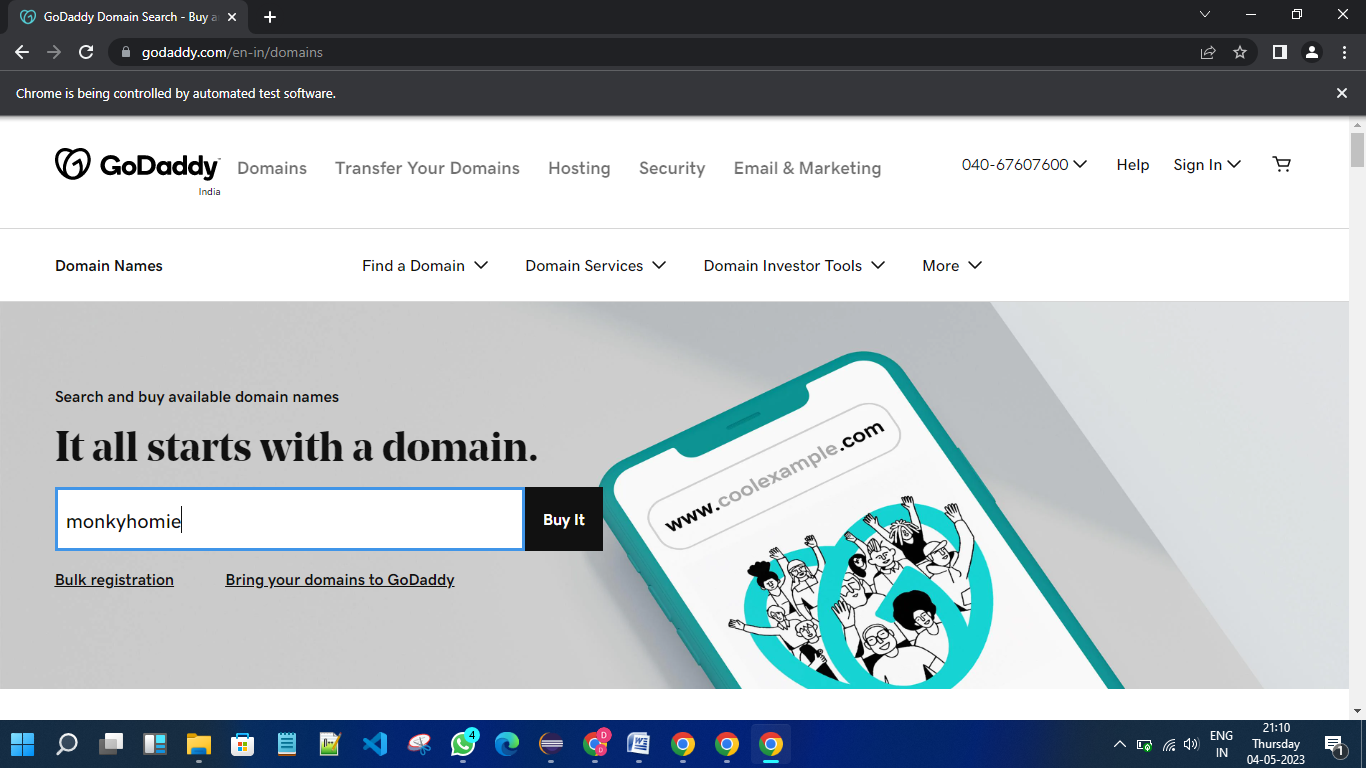 GoDaddy Domain Search - Buy a
godaddy.com/en-in/domains
Chrome is being controlled by automated test software.
GoDaddy
India
Domains Transfer Your Domains Hosting Security Email & Marketing
040-67607600 Help Sign In
Domain Names Find a Domain Domain Services Domain Investor Tools More
Search and buy available domain names
It all starts with a domain.
monkyhomie Buy It
Bulk registration Bring your domains to GoDaddy
www.coolexample.com
4
D
W
ENG
IN
21:10
Thursday
04-05-2023
1